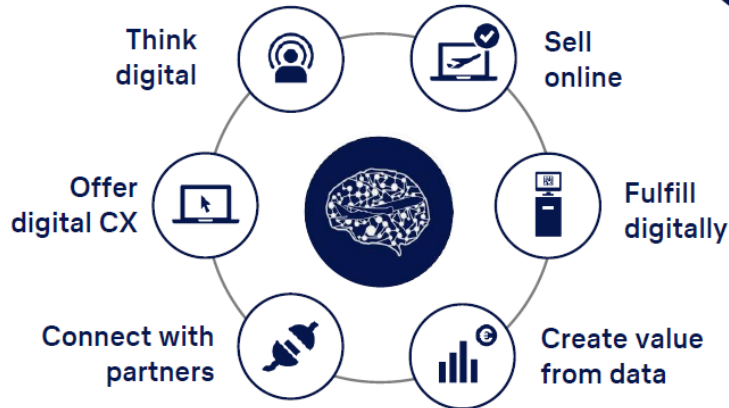 Think
digital
Sell
online
Offer
digital CX
Fulfill
digitally
Connect with
partners
Create value
from data
€